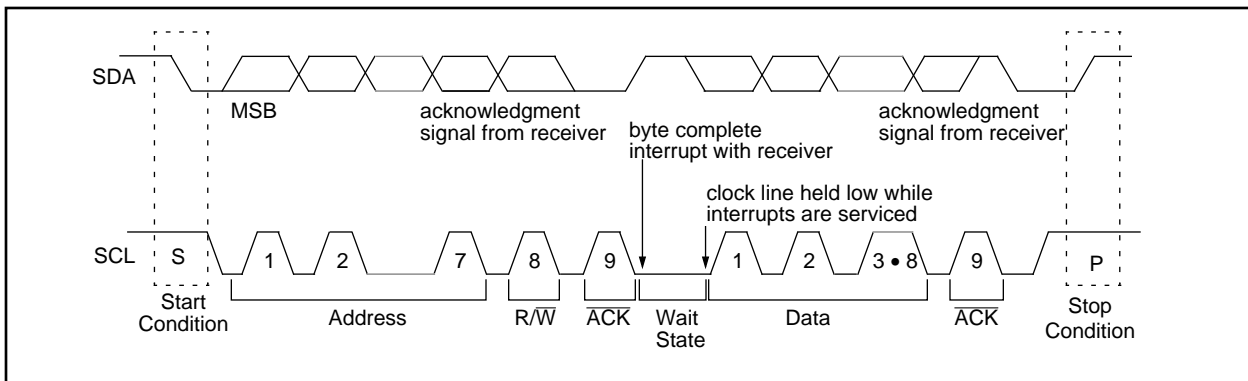 SDA
MSB
acknowledgment
signal from receiver
acknowledgment
signal from receiver
byte complete
interrupt with receiver
clock line held low while
interrupts are serviced
SCL
S
1
2
7
8
9
1
2
3 • 8
9
P
Start
Condition
Address
R/W̅
A̅C̅K̅
Wait
State
Data
A̅C̅K̅
Stop
Condition